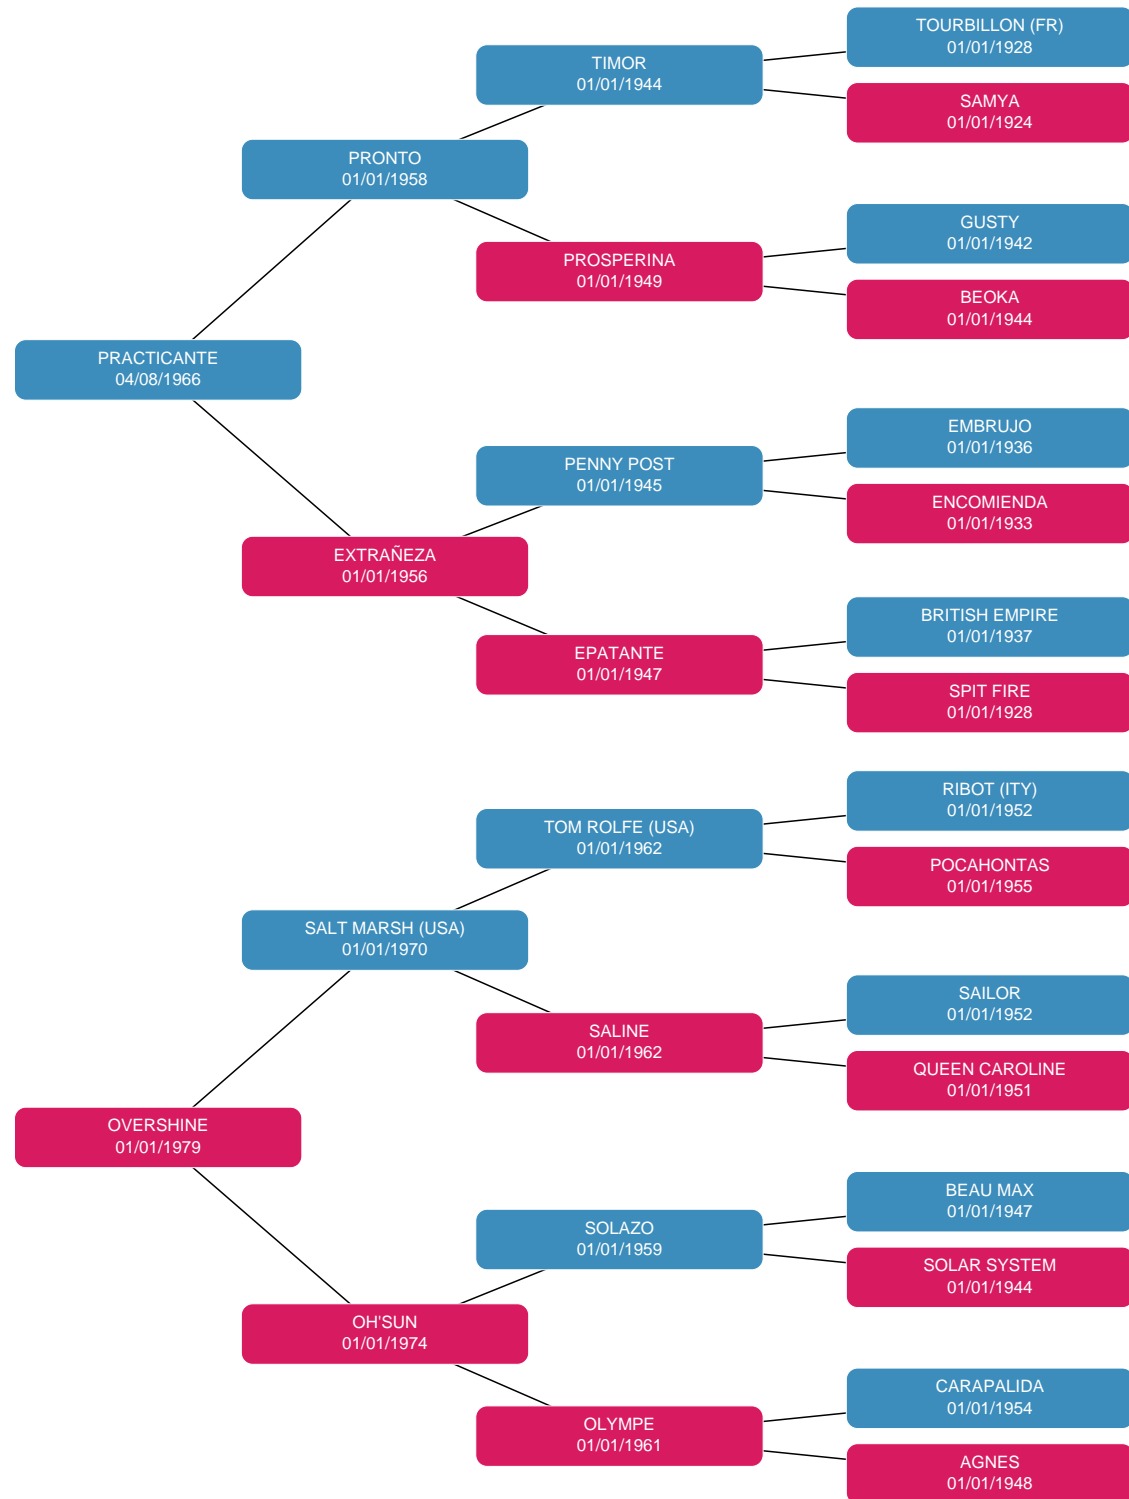 TOURBILLON (FR)
01/01/1928
TIMOR
01/01/1944
SAMYA
01/01/1924
PRONTO
01/01/1958
GUSTY
01/01/1942
PROSPERINA
01/01/1949
BEOKA
01/01/1944
PRACTICANTE
04/08/1966
EMBRUJO
01/01/1936
PENNY POST
01/01/1945
ENCOMIENDA
01/01/1933
EXTRAÑEZA
01/01/1956
BRITISH EMPIRE
01/01/1937
EPATANTE
01/01/1947
SPIT FIRE
01/01/1928
RIBOT (ITY)
01/01/1952
TOM ROLFE (USA)
01/01/1962
POCAHONTAS
01/01/1955
SALT MARSH (USA)
01/01/1970
SAILOR
01/01/1952
SALINE
01/01/1962
QUEEN CAROLINE
01/01/1951
OVERSHINE
01/01/1979
BEAU MAX
01/01/1947
SOLAZO
01/01/1959
SOLAR SYSTEM
01/01/1944
OH'SUN
01/01/1974
CARAPALIDA
01/01/1954
OLYMPE
01/01/1961
AGNES
01/01/1948